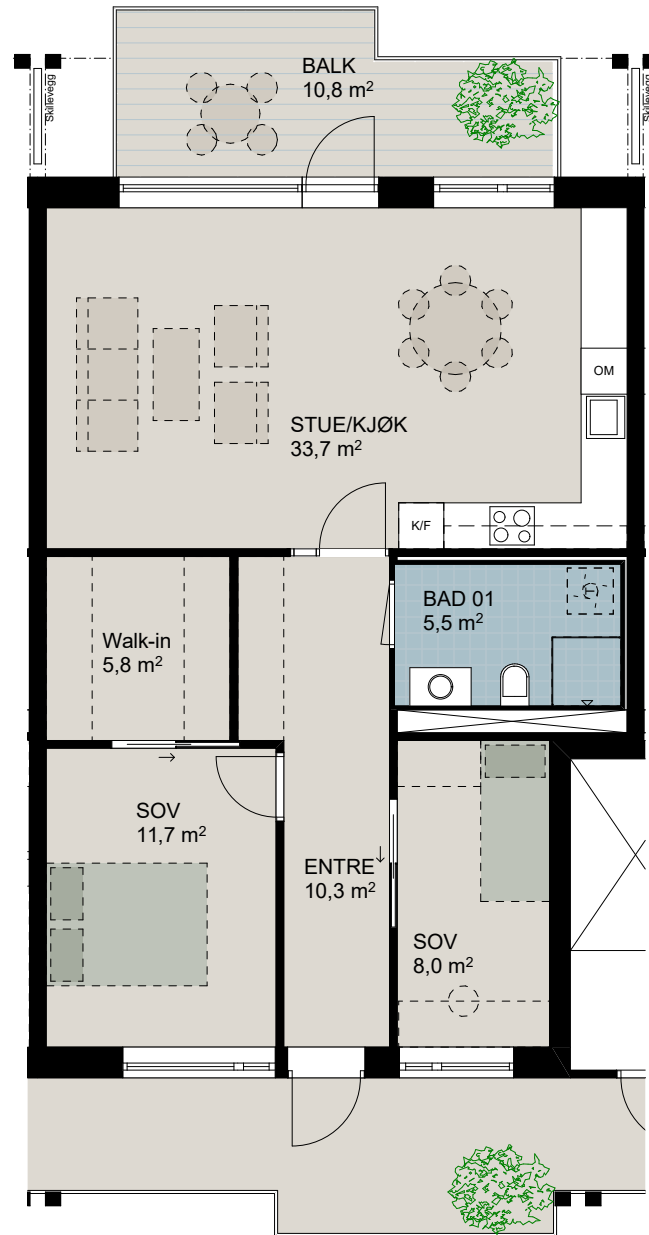 BALK
10,8 m²
Skillevegg
Skillevegg
OM
STUE/KJØK
33,7 m²
K/F
BAD 01
5,5 m²
Walk-in
5,8 m²
SOV
11,7 m²
ENTRE
10,3 m²
SOV
8,0 m²